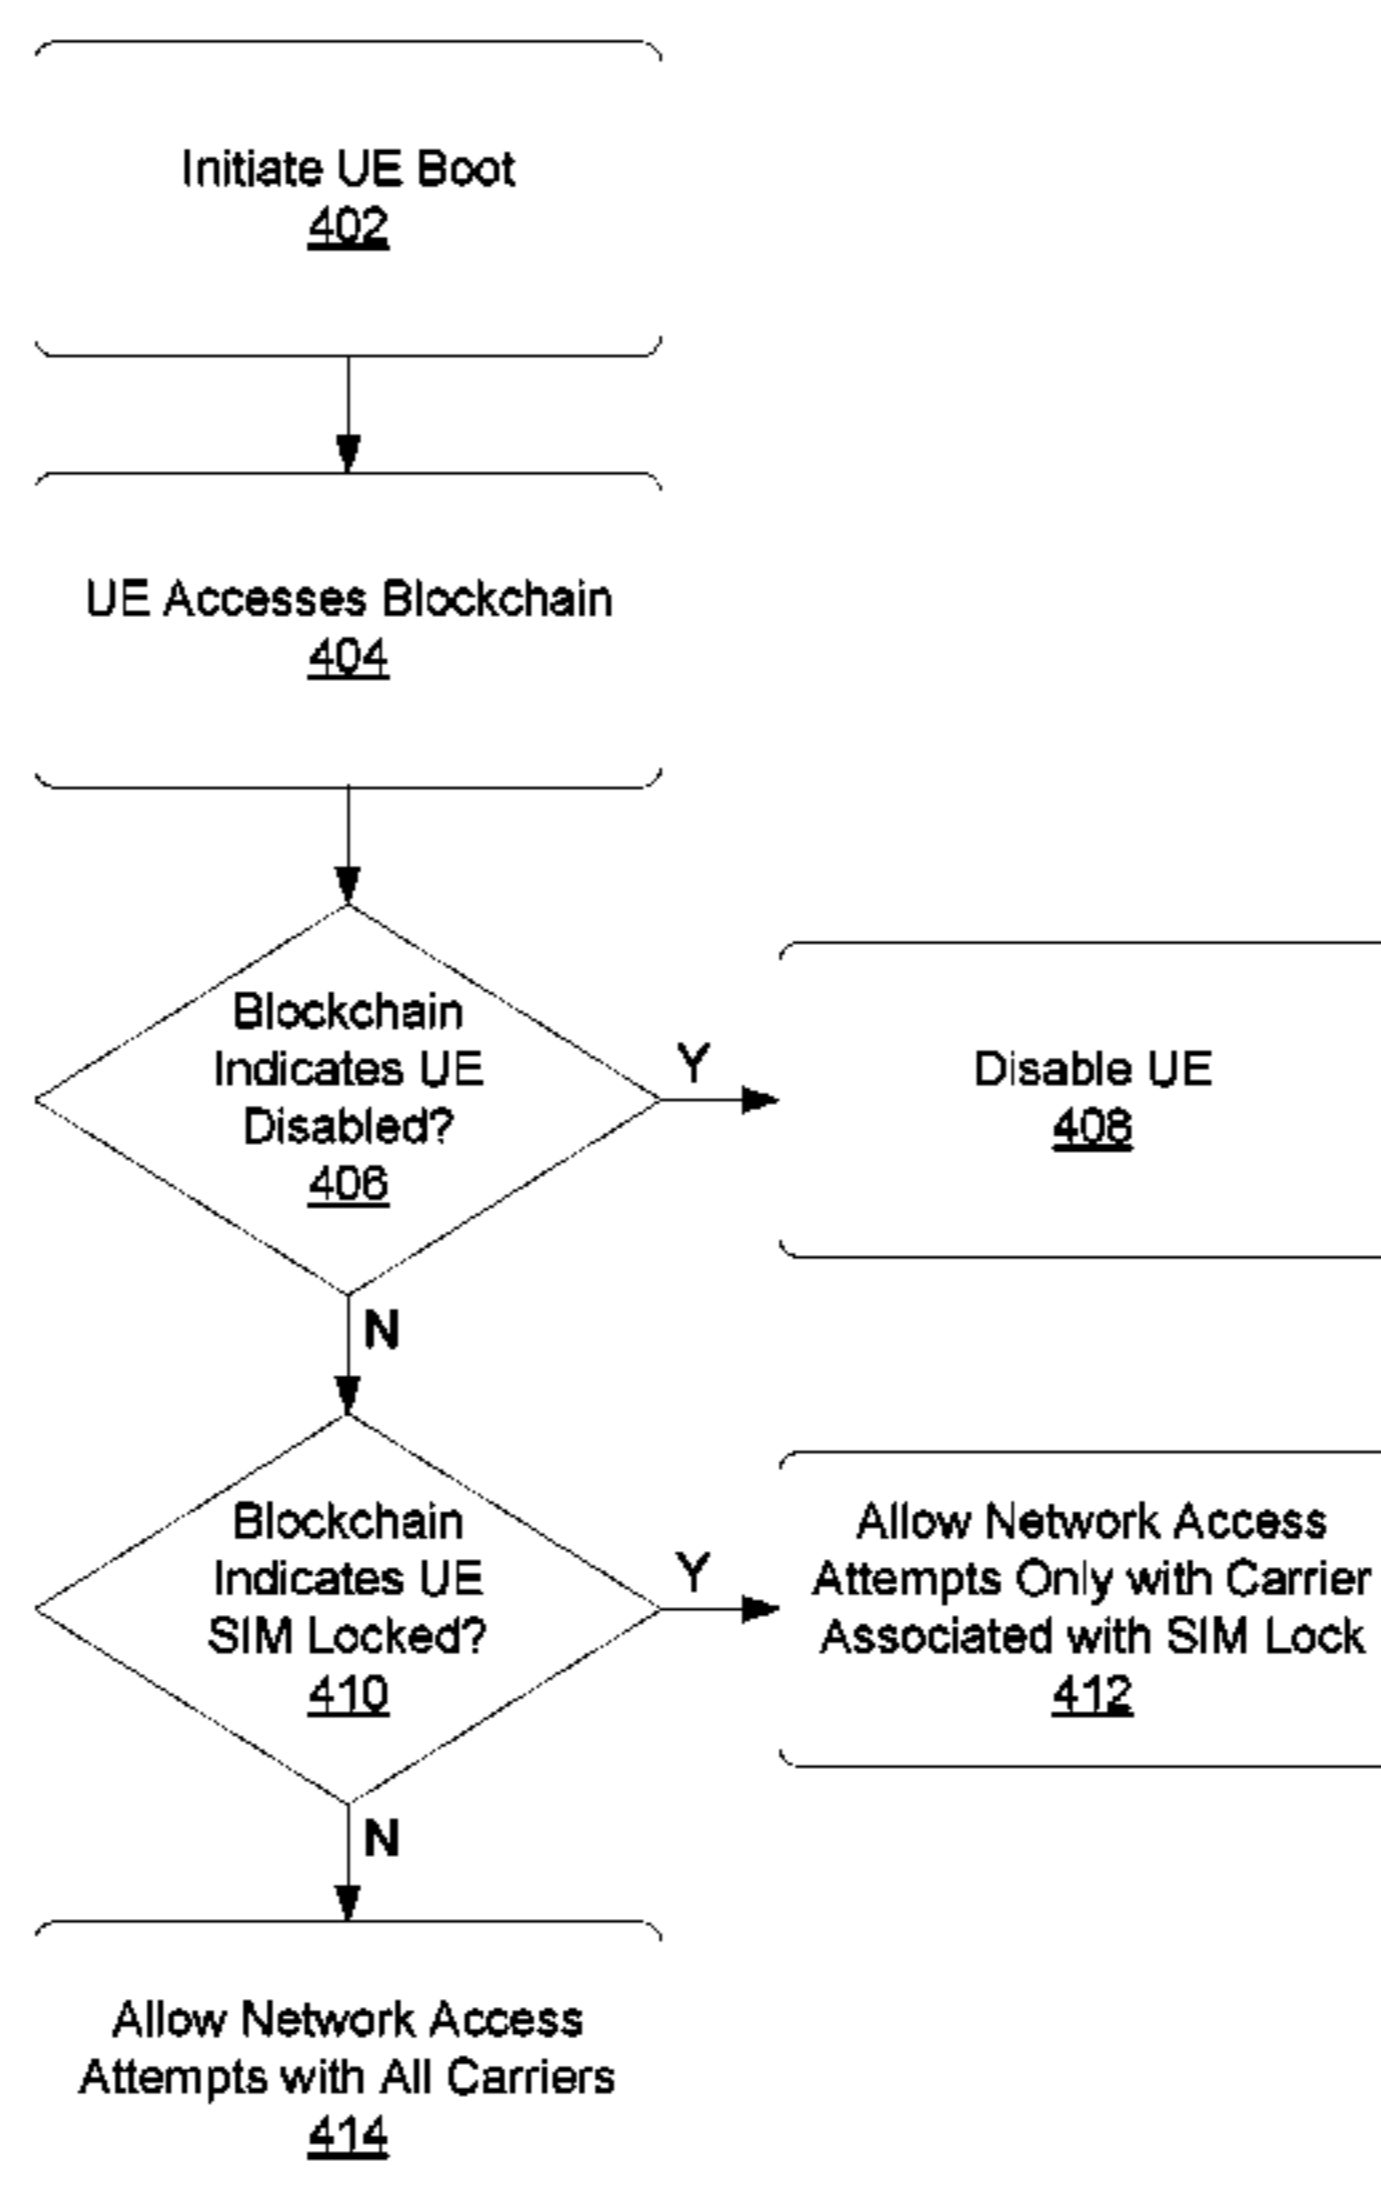 Initiate UE Boot
402
UE Accesses Blockchain
404
Blockchain
Indicates UE
Disabled?
406
Y
Disable UE
408
N
Blockchain
Indicates UE
SIM Locked?
410
Y
Allow Network Access
Attempts Only with Carrier
Associated with SIM Lock
412
N
Allow Network Access
Attempts with All Carriers
414